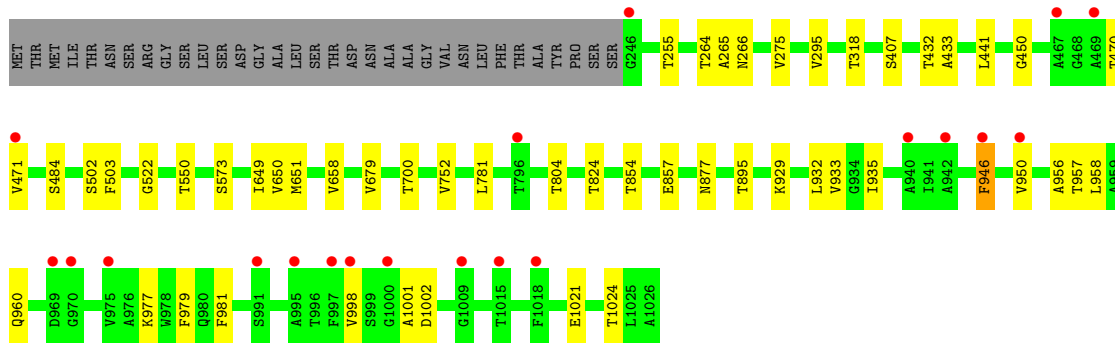 MET THR MET ILE THR ASN SER ARG GLY SER LEU SER SER ASP GLY ALA LEU SER THR ASP ASN ALA ALA GLY VAL ASN LEU PHE THR ALA TYR PRO SER SER G246 T255 T264 A265 N266 V275 V295 T318 S407 T432 A433 L441 G450 A467 G468 A469 T470
V471 S484 S502 F503 G522 T550 S573 I649 V650 M651 V658 V679 T700 V752 L781 T796 T804 T824 T854 E857 N877 T895 K929 L932 V933 G934 I935 A940 I941 A942 F946 V950 A956 T957 L958 A959
Q960 D969 G970 V975 A976 K977 W978 F979 Q980 F981 S991 A995 T996 F997 V998 S999 G1000 A1001 D1002 G1009 T1015 F1018 E1021 T1024 L1025 A1026